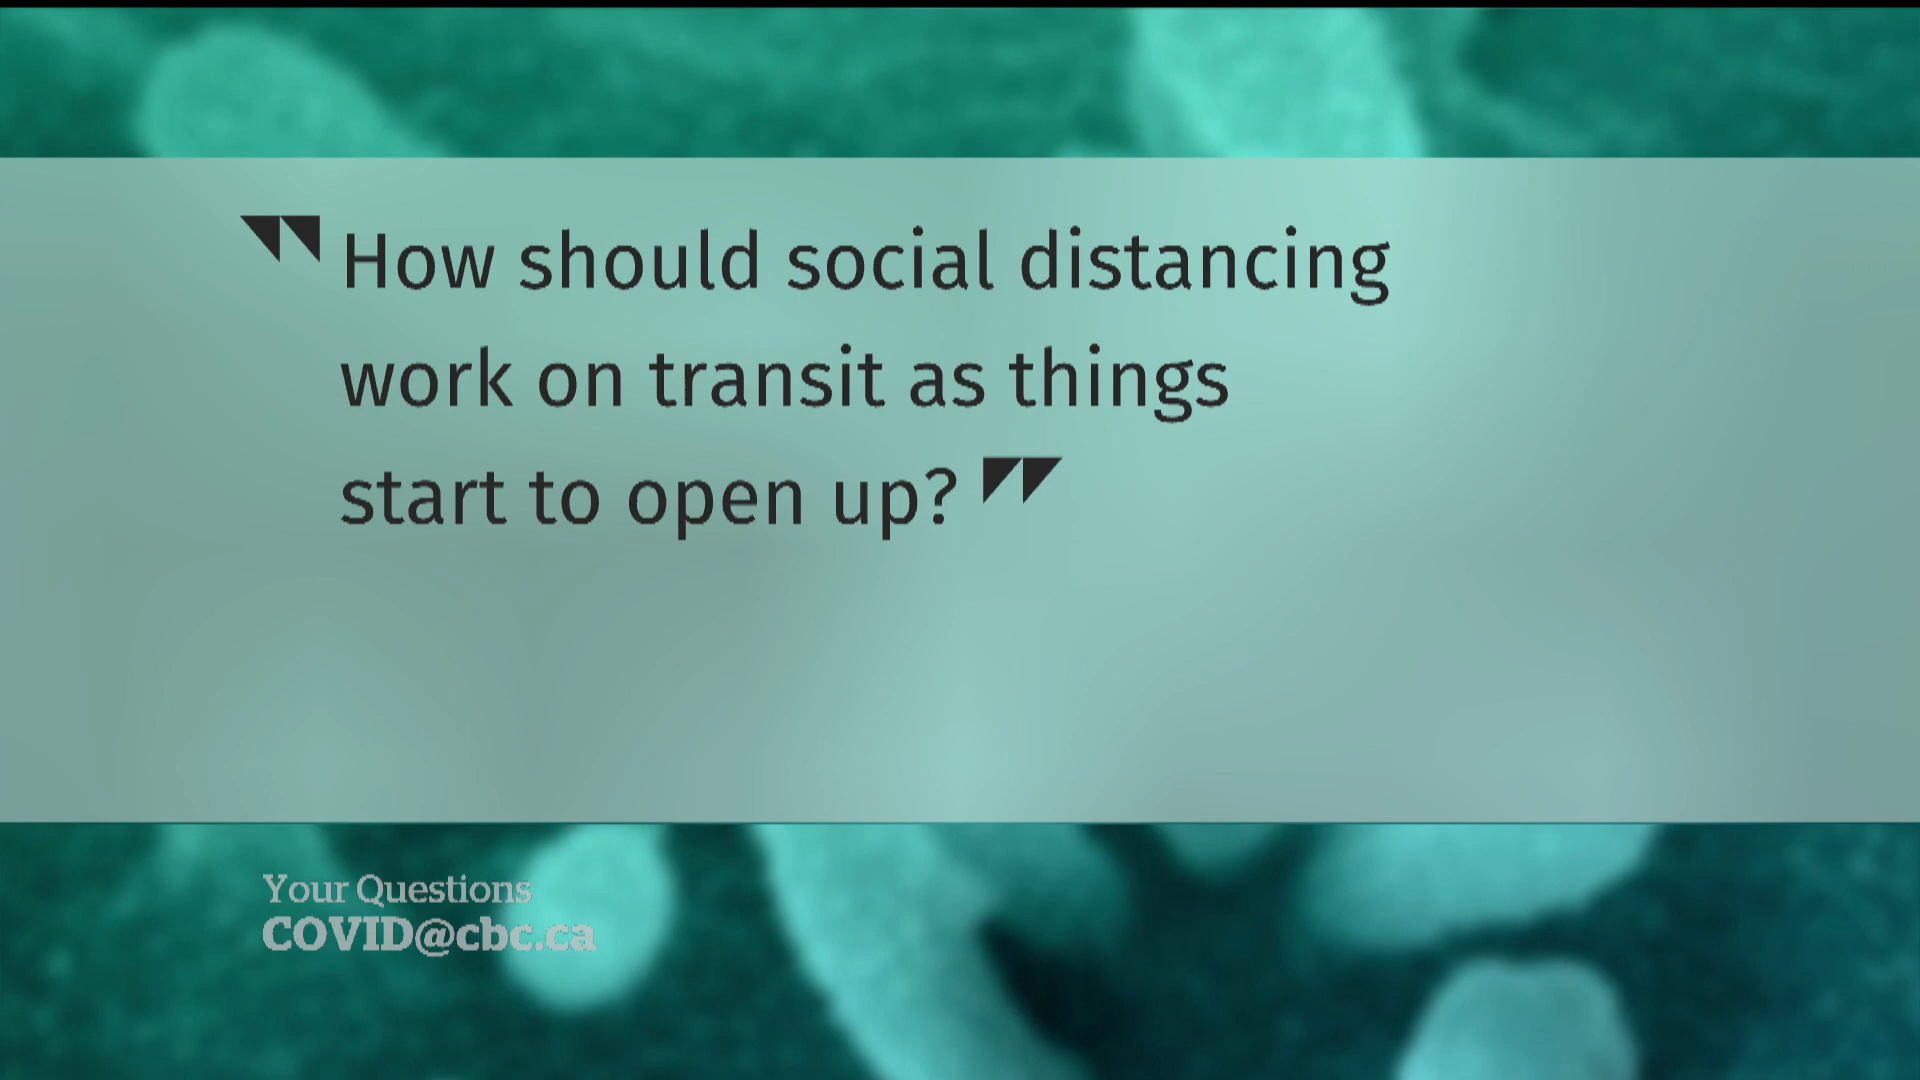 "How should social distancing
work on transit as things
start to open up?"
Your Questions
COVID@cbc.ca